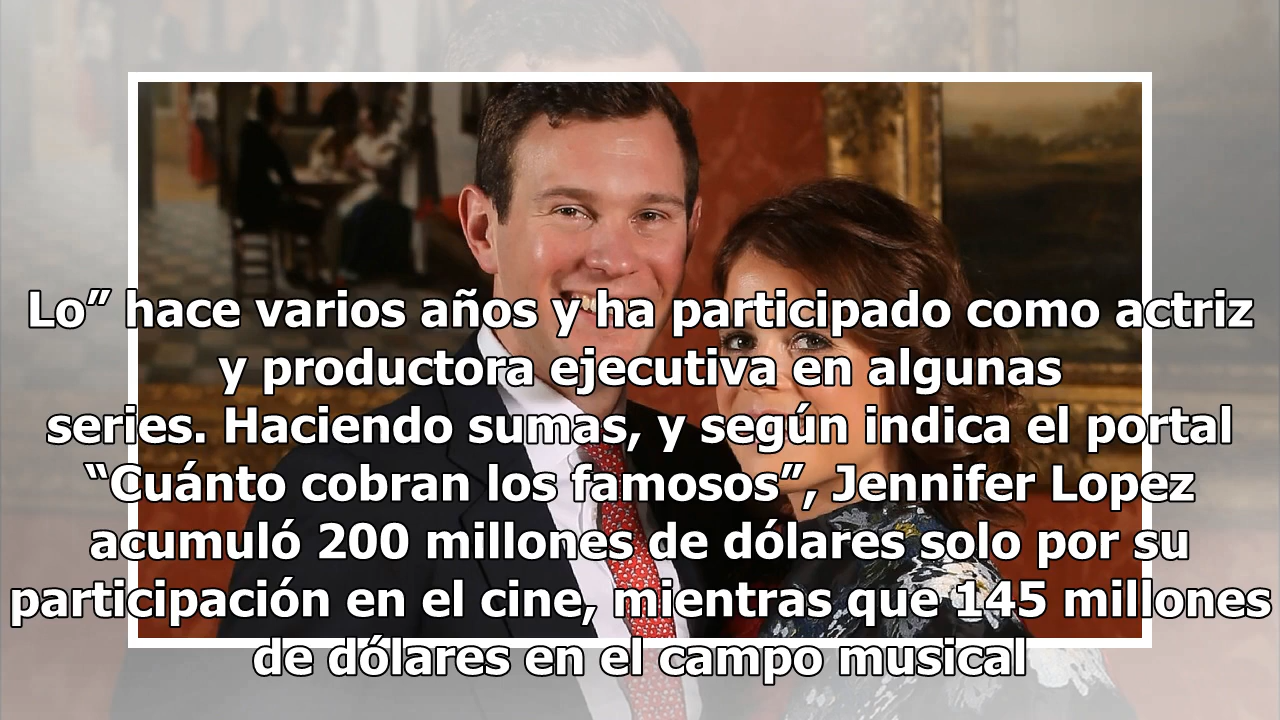 Lo” hace varios años y ha participado como actriz
y productora ejecutiva en algunas
series. Haciendo sumas, y según indica el portal
“Cuánto cobran los famosos”, Jennifer Lopez
acumuló 200 millones de dólares solo por su
participación en el cine, mientras que 145 millones
de dólares en el campo musical